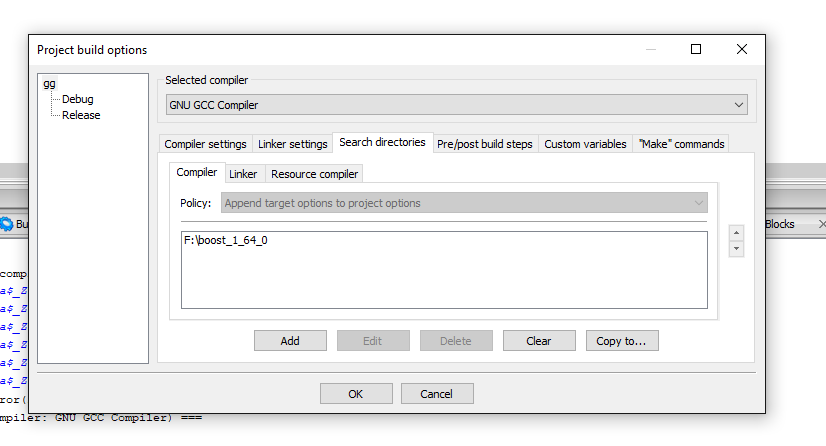 Project build options
gg
Debug
Release
Selected compiler
GNU GCC Compiler
Compiler settings Linker settings Search directories Pre/post build steps Custom variables "Make" commands
Compiler Linker Resource compiler
Policy: Append target options to project options
F:\boost_1_64_0
Add Edit Delete Clear Copy to...
OK Cancel
Bu
Blocks
comp
a$_Z
a$_Z
a$_Z
a$_Z
a$_Z
a$_Z
ror(
mpiler: GNU GCC Compiler) ===